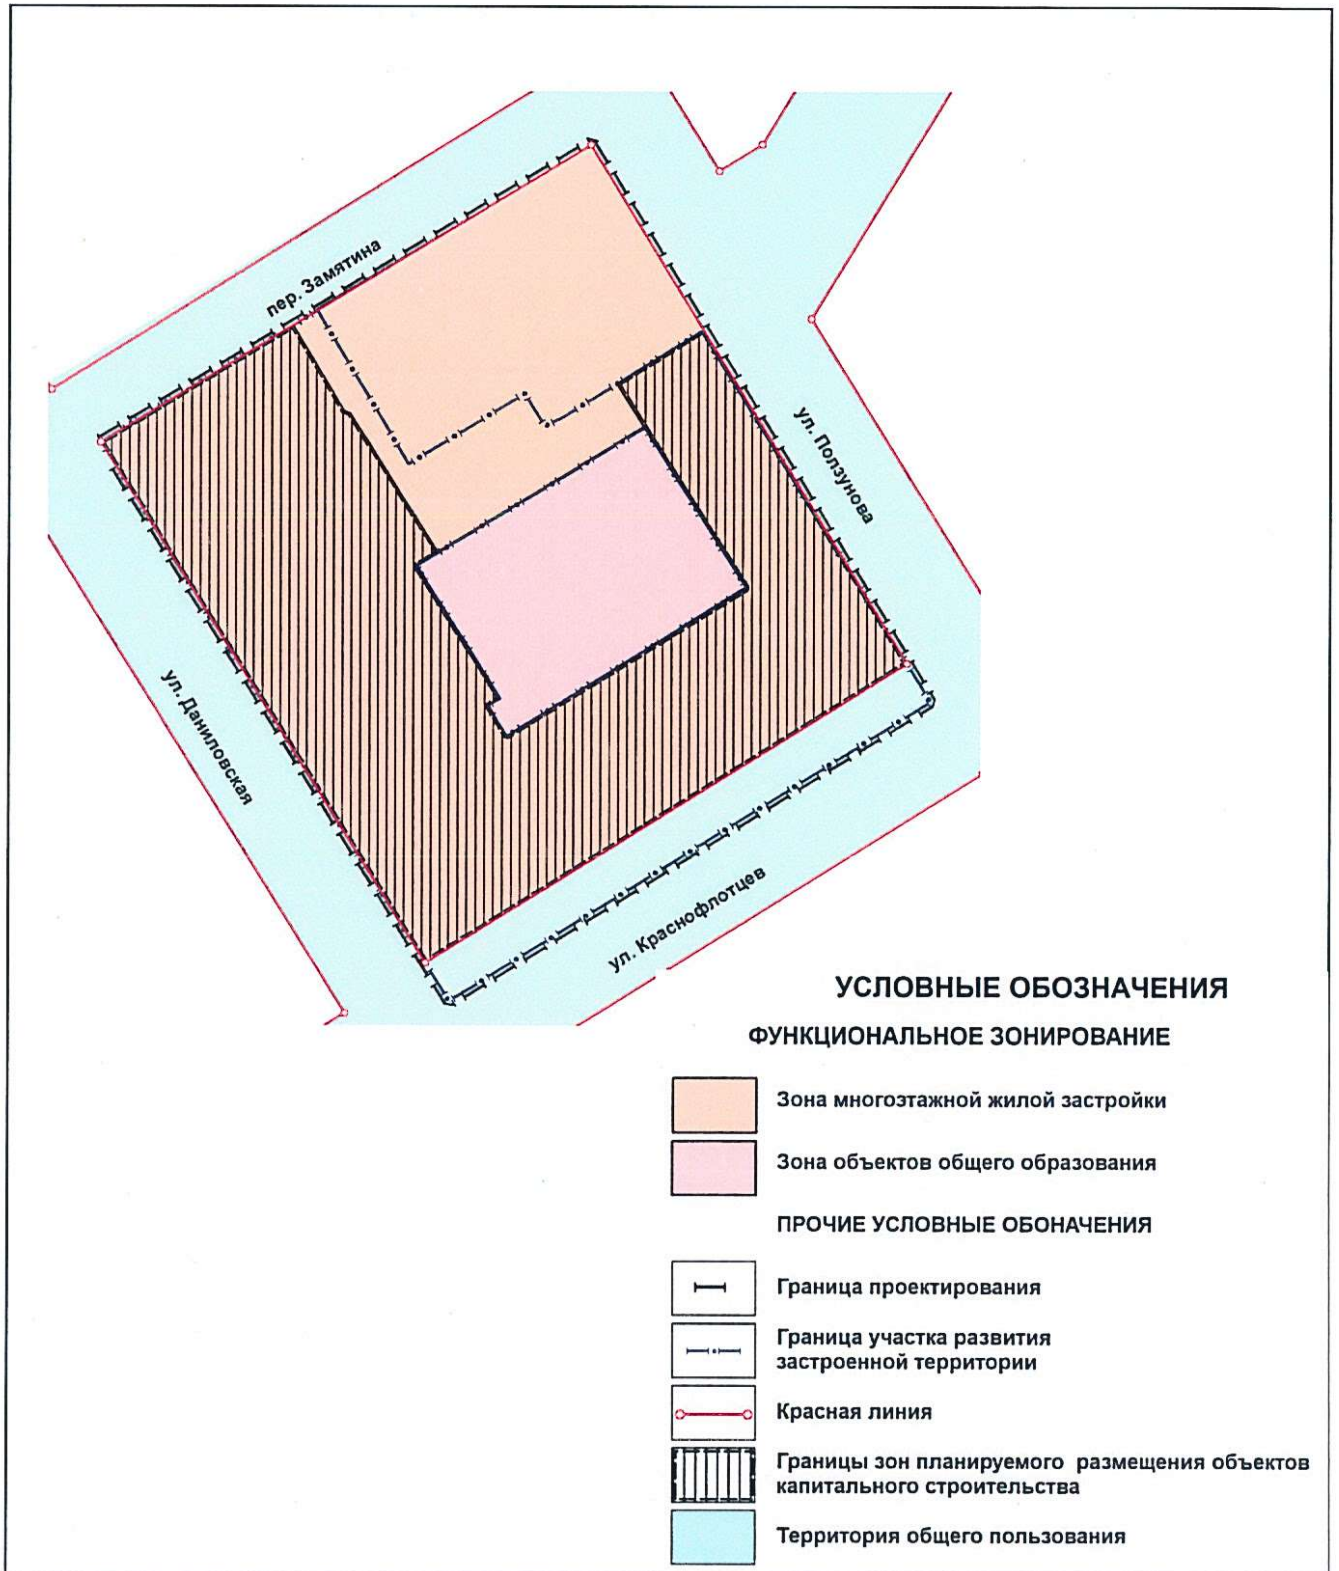 пер. Замятина
ул. Ползунова
ул. Даниловская
ул. Краснофлотцев
УСЛОВНЫЕ ОБОЗНАЧЕНИЯ
ФУНКЦИОНАЛЬНОЕ ЗОНИРОВАНИЕ
Зона многоэтажной жилой застройки
Зона объектов общего образования
ПРОЧИЕ УСЛОВНЫЕ ОБОНАЧЕНИЯ
Граница проектирования
Граница участка развития
застроенной территории
Красная линия
Границы зон планируемого размещения объектов
капитального строительства
Территория общего пользования